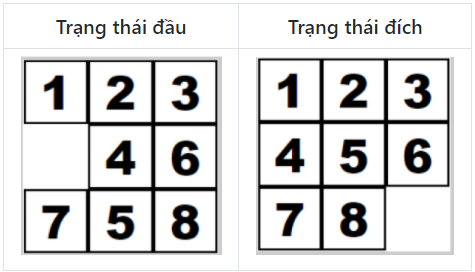 Trạng thái đầu
Trạng thái đích
1 2 3
4 6
7 5 8
1 2 3
4 5 6
7 8